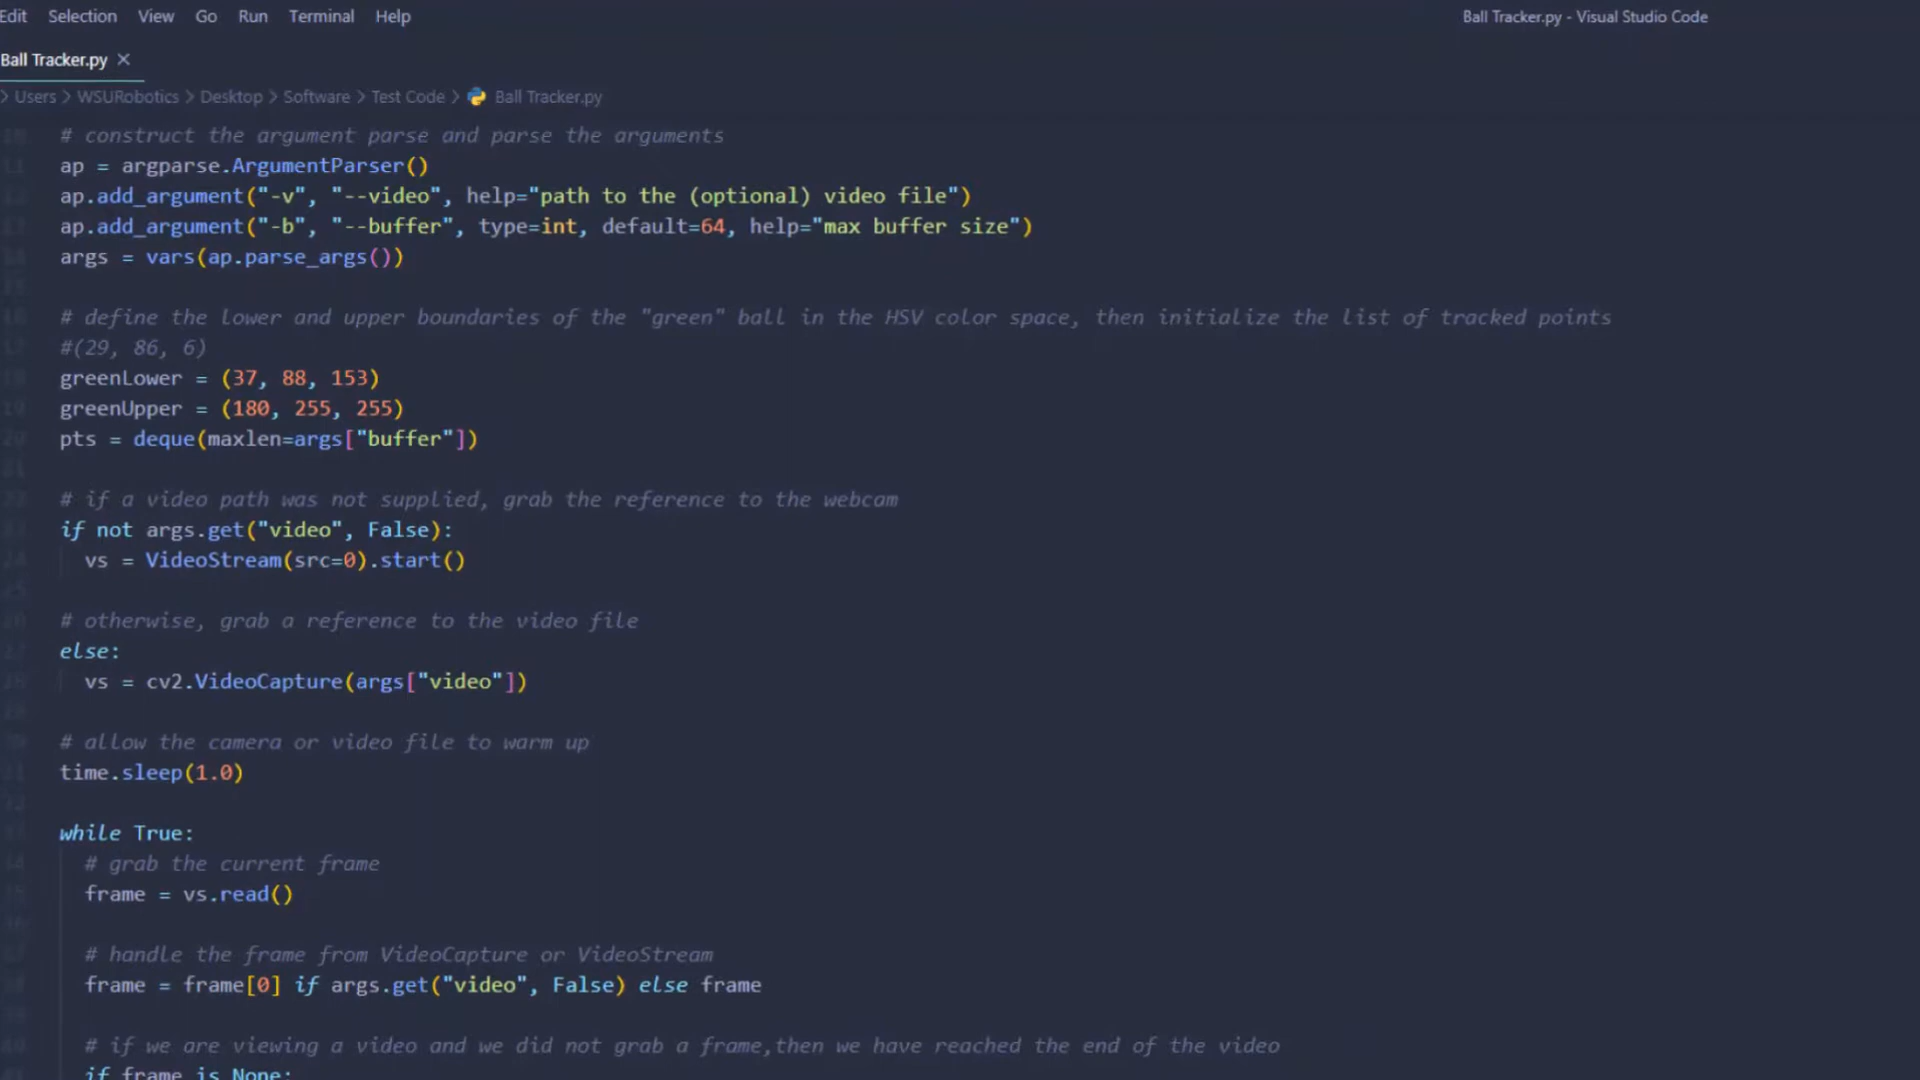 Edit Selection View Go Run Terminal Help Ball Tracker.py - Visual Studio Code
Ball Tracker.py ×
> Users > WSURobotics > Desktop > Software > Test Code > Ball Tracker.py
# construct the argument parse and parse the arguments
ap = argparse.ArgumentParser()
ap.add_argument("-v", "--video", help="path to the (optional) video file")
ap.add_argument("-b", "--buffer", type=int, default=64, help="max buffer size")
args = vars(ap.parse_args())
# define the lower and upper boundaries of the "green" ball in the HSV color space, then initialize the list of tracked points
#(29, 86, 6)
greenLower = (37, 88, 153)
greenUpper = (180, 255, 255)
pts = deque(maxlen=args["buffer"])
# if a video path was not supplied, grab the reference to the webcam
if not args.get("video", False):
vs = VideoStream(src=0).start()
# otherwise, grab a reference to the video file
else:
vs = cv2.VideoCapture(args["video"])
# allow the camera or video file to warm up
time.sleep(1.0)
while True:
# grab the current frame
frame = vs.read()
# handle the frame from VideoCapture or VideoStream
frame = frame[0] if args.get("video", False) else frame
# if we are viewing a video and we did not grab a frame,then we have reached the end of the video
if frame is None: